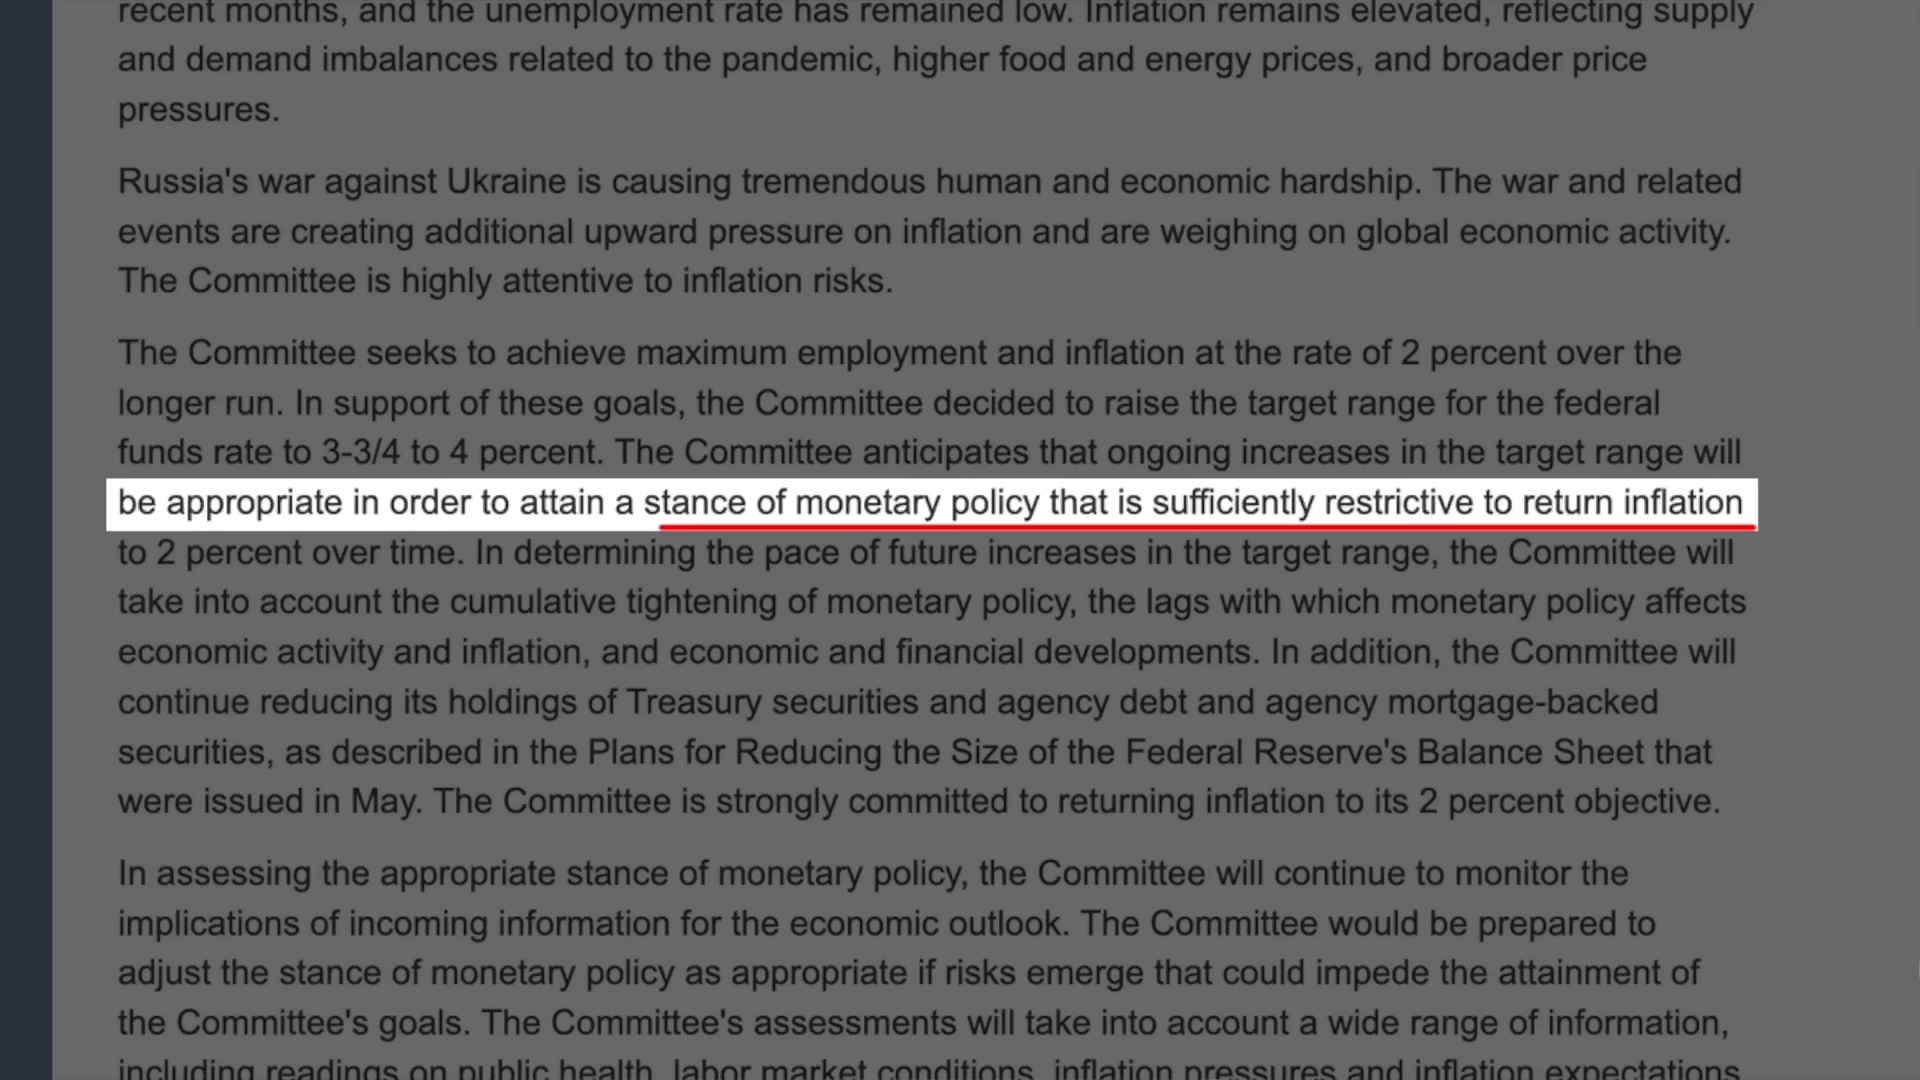 recent months, and the unemployment rate has remained low. Inflation remains elevated, reflecting supply
and demand imbalances related to the pandemic, higher food and energy prices, and broader price
pressures.
Russia's war against Ukraine is causing tremendous human and economic hardship. The war and related
events are creating additional upward pressure on inflation and are weighing on global economic activity.
The Committee is highly attentive to inflation risks.
The Committee seeks to achieve maximum employment and inflation at the rate of 2 percent over the
longer run. In support of these goals, the Committee decided to raise the target range for the federal
funds rate to 3-3/4 to 4 percent. The Committee anticipates that ongoing increases in the target range will
be appropriate in order to attain a stance of monetary policy that is sufficiently restrictive to return inflation
to 2 percent over time. In determining the pace of future increases in the target range, the Committee will
take into account the cumulative tightening of monetary policy, the lags with which monetary policy affects
economic activity and inflation, and economic and financial developments. In addition, the Committee will
continue reducing its holdings of Treasury securities and agency debt and agency mortgage-backed
securities, as described in the Plans for Reducing the Size of the Federal Reserve's Balance Sheet that
were issued in May. The Committee is strongly committed to returning inflation to its 2 percent objective.
In assessing the appropriate stance of monetary policy, the Committee will continue to monitor the
implications of incoming information for the economic outlook. The Committee would be prepared to
adjust the stance of monetary policy as appropriate if risks emerge that could impede the attainment of
the Committee's goals. The Committee's assessments will take into account a wide range of information,
including readings on public health, labor market conditions, inflation pressures and inflation expectations